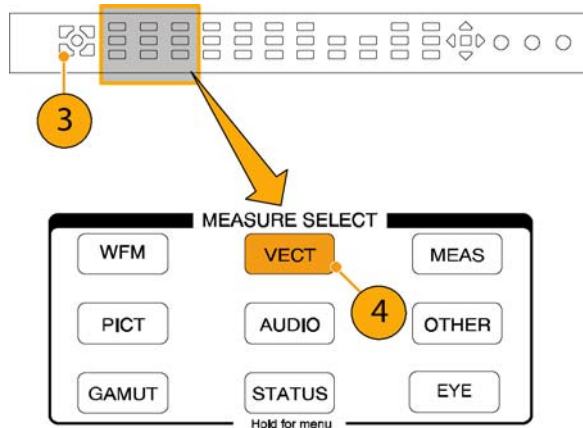 3
MEASURE SELECT
WFM VECT MEAS
4
PICT AUDIO OTHER
GAMUT STATUS EYE
Hold for menu